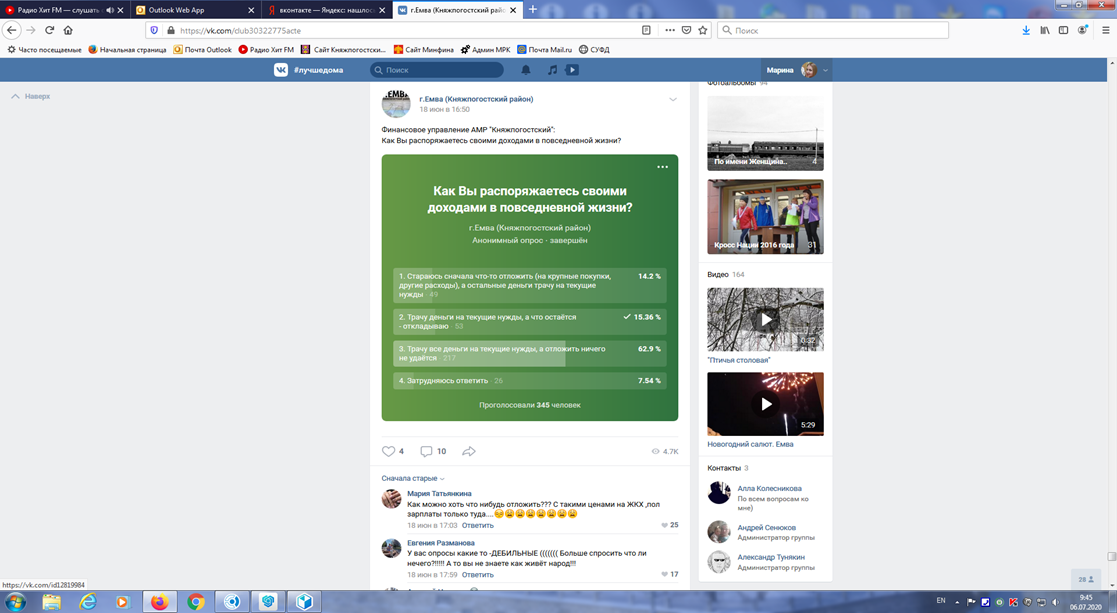 Радио Хит FM — слушать с
Outlook Web App
вконтакте — Яндекс: нашлос
г.Емва (Княжпогостский район)
https://vk.com/club30322775acte
Поиск
Часто посещаемые
Начальная страница
Почта Outlook
Радио Хит FM
Сайт Княжпогостски...
Сайт Минфина
Админ МРК
Почта Mail.ru
СУФД
#лучшедома
Поиск
Марина
Наверх
г.Емва (Княжпогостский район)
18 июн в 16:50
Финансовое управление АМР "Княжпогостский":
Как Вы распоряжаетесь своими доходами в повседневной жизни?
Как Вы распоряжаетесь своими
доходами в повседневной жизни?
г.Емва (Княжпогостский район)
Анонимный опрос - завершён
1. Стараюсь сначала что-то отложить (на крупные покупки,
другие расходы), а остальные деньги трачу на текущие
нужды · 49
14.2 %
2. Трачу деньги на текущие нужды, а что остаётся
- откладываю · 53
15.36 %
3. Трачу все деньги на текущие нужды, а отложить ничего
не удаётся · 217
62.9 %
4. Затрудняюсь ответить · 26
7.54 %
Проголосовали 345 человек
4
10
4.7K
Сначала старые
Мария Татьянкина
Как можно хоть что нибудь отложить??? С такими ценами на ЖКХ ,пол
зарплаты только туда....
18 июн в 17:03 Ответить
25
Евгения Разманова
У вас опросы какие то -ДЕБИЛЬНЫЕ ((((((( Больше спросить что ли
нечего?!!!!! А то вы не знаете как живёт народ!!!
18 июн в 17:59 Ответить
17
Фотоальбомы 94
По имени Женщина..
4
Кросс Нации 2016 года
31
Видео 164
0:32
"Птичья столовая"
5:29
Новогодний салют. Емва
Контакты 3
Алла Колесникова
По всем вопросам ко
мне)
Андрей Сенюков
Администратор группы
Александр Тунякин
Администратор группы
28
https://vk.com/id12819984
EN
9:45
06.07.2020